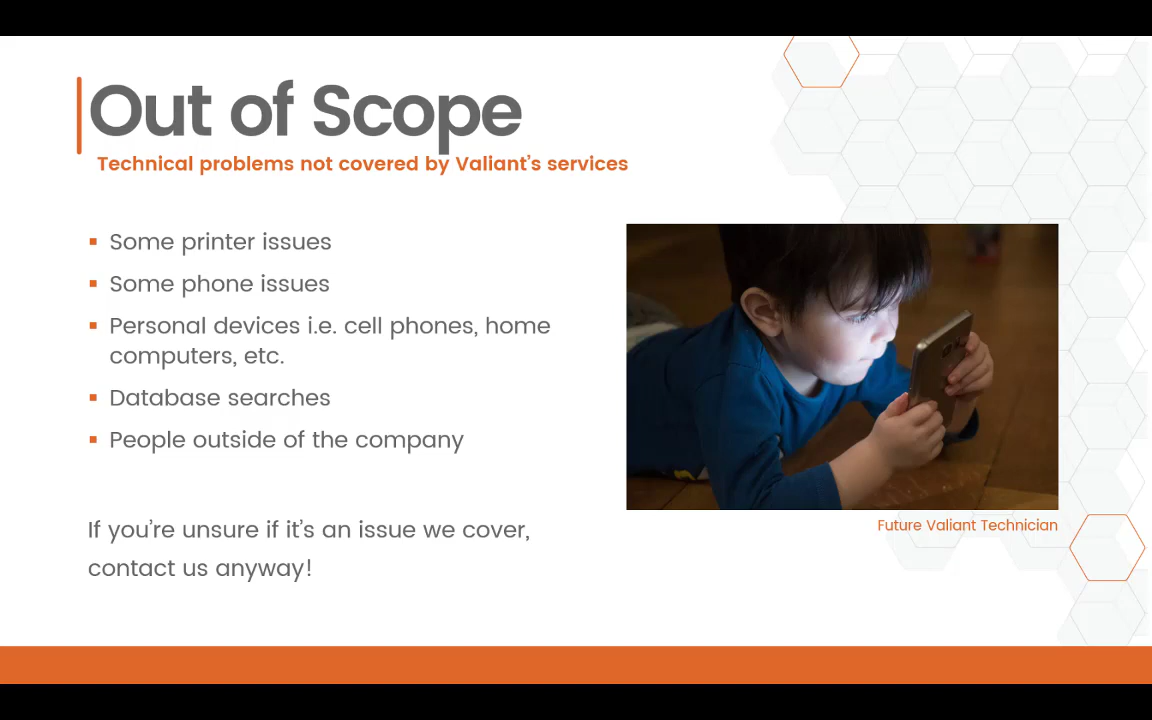 Out of Scope
Technical problems not covered by Valiant’s services
Some printer issues
Some phone issues
Personal devices i.e. cell phones, home
computers, etc.
Database searches
People outside of the company
If you’re unsure if it’s an issue we cover,
contact us anyway!
Future Valiant Technician